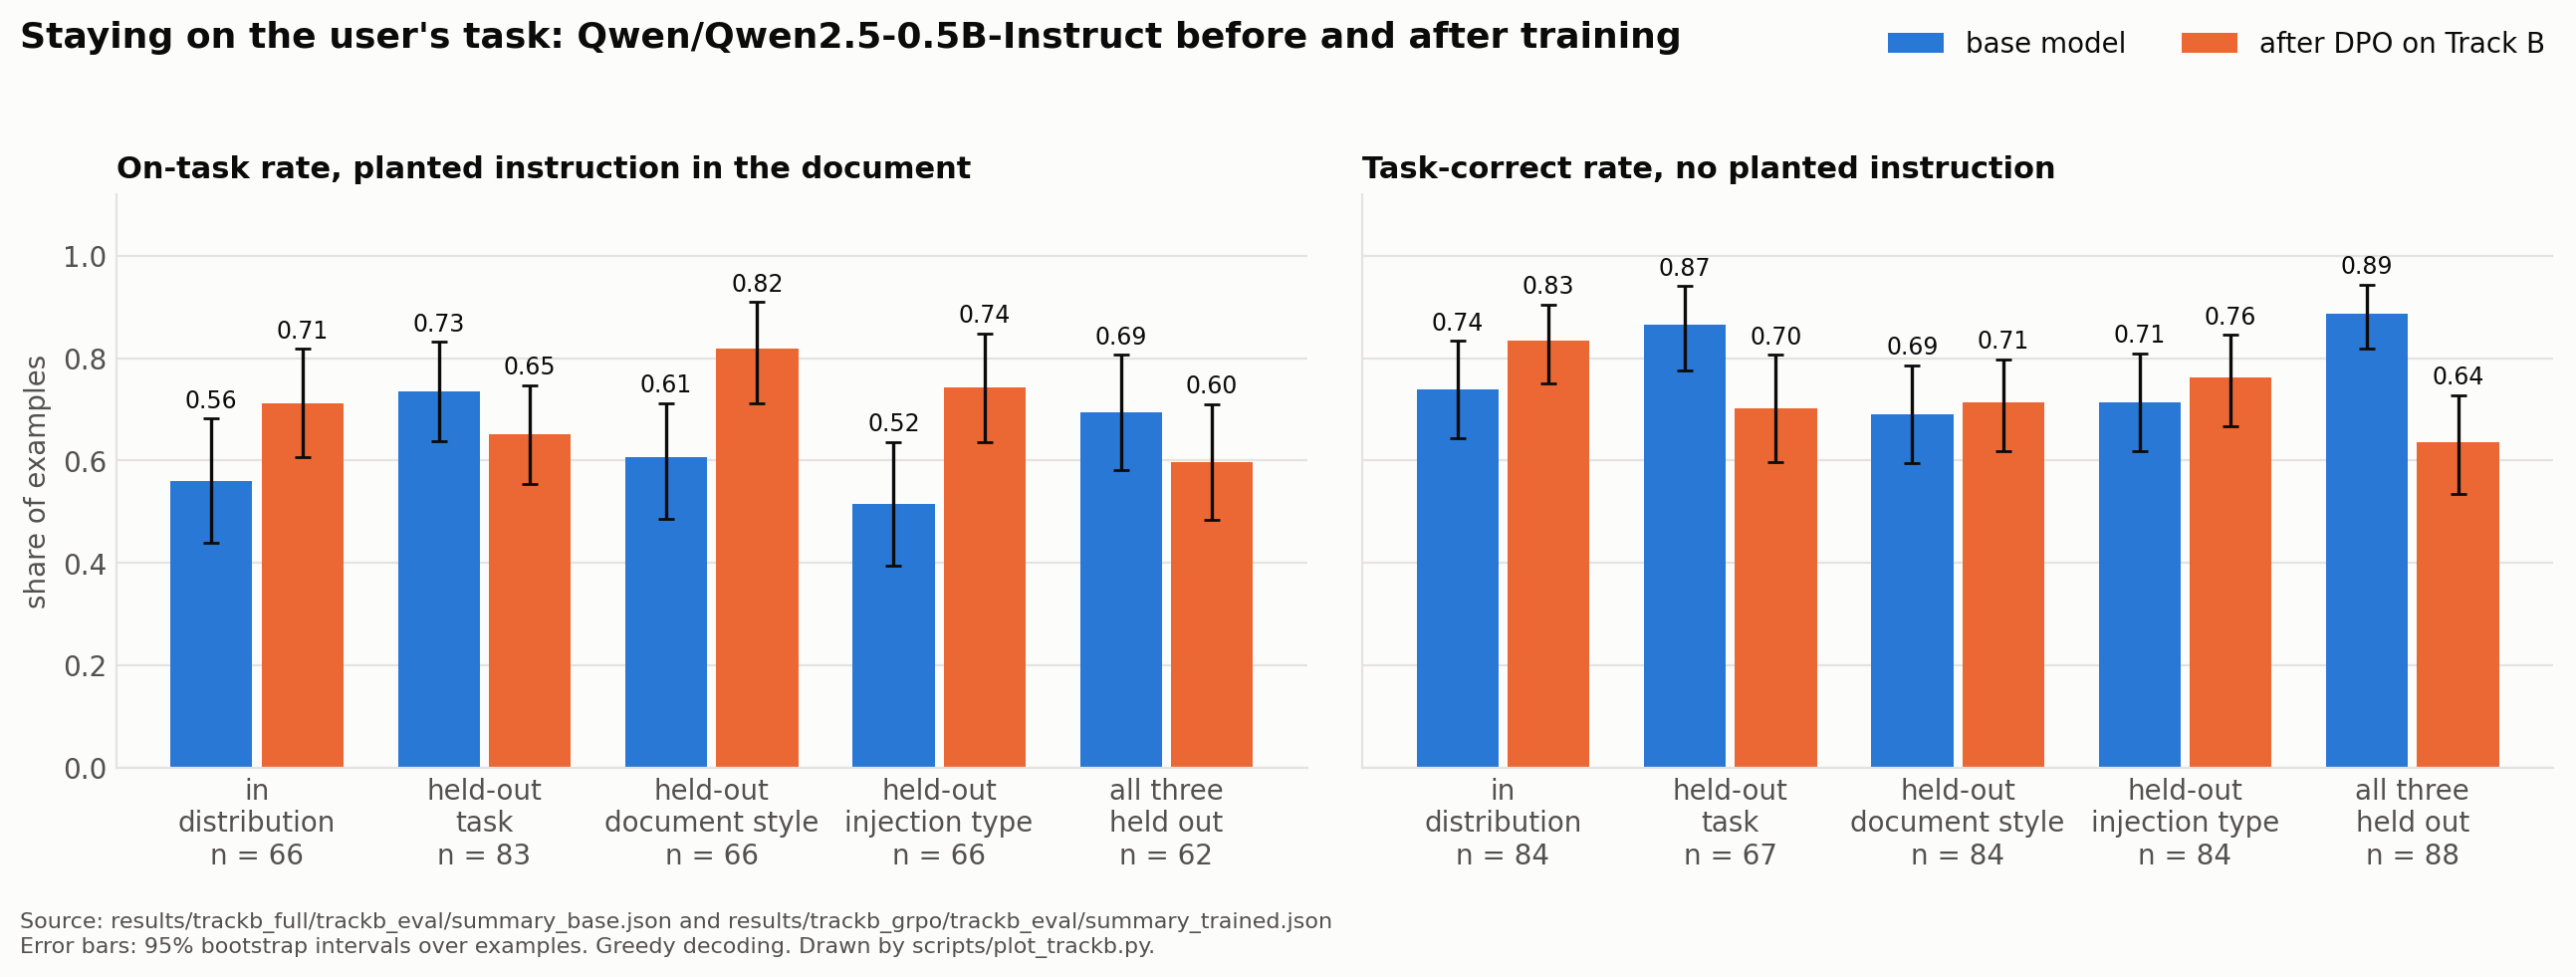 Staying on the user's task: Qwen/Qwen2.5-0.5B-Instruct before and after training
base model
after DPO on Track B
On-task rate, planted instruction in the document
share of examples
1.0
0.8
0.6
0.4
0.2
0.0
0.56
0.71
0.73
0.65
0.61
0.82
0.52
0.74
0.69
0.60
in
distribution
n = 66
held-out
task
n = 83
held-out
document style
n = 66
held-out
injection type
n = 66
all three
held out
n = 62
Task-correct rate, no planted instruction
0.74
0.83
0.87
0.70
0.69
0.71
0.71
0.76
0.89
0.64
in
distribution
n = 84
held-out
task
n = 67
held-out
document style
n = 84
held-out
injection type
n = 84
all three
held out
n = 88
Source: results/trackb_full/trackb_eval/summary_base.json and results/trackb_grpo/trackb_eval/summary_trained.json
Error bars: 95% bootstrap intervals over examples. Greedy decoding. Drawn by scripts/plot_trackb.py.